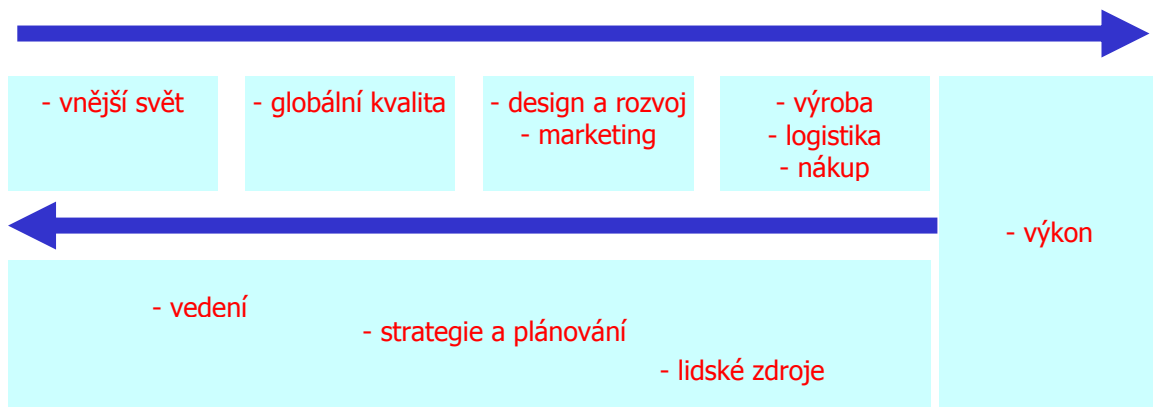 - vnější svět
- globální kvalita
- design a rozvoj
- marketing
- výroba
- logistika
- nákup
- výkon
- vedení
- strategie a plánování
- lidské zdroje